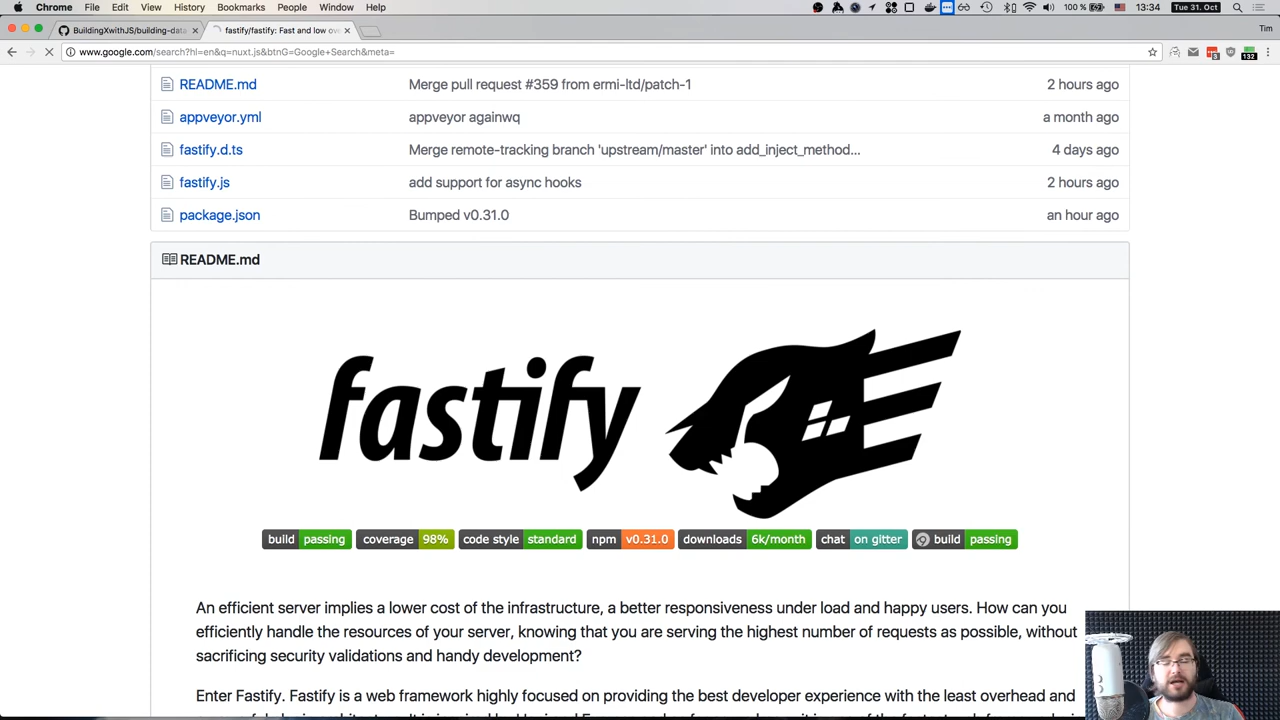 Chrome File Edit View History Bookmarks People Window Help 100 % 13:34 Tue 31. Oct
BuildingXwithJS/building-data fastify/fastify: Fast and low ov Tim
www.google.com/search?hl=en&q=nuxt.js&btnG=Google+Search&meta= 3 132
README.md Merge pull request #359 from ermi-ltd/patch-1 2 hours ago
appveyor.yml appveyor againwq a month ago
fastify.d.ts Merge remote-tracking branch 'upstream/master' into add_inject_method... 4 days ago
fastify.js add support for async hooks 2 hours ago
package.json Bumped v0.31.0 an hour ago
README.md
fastify
build passing coverage 98% code style standard npm v0.31.0 downloads 6k/month chat on gitter build passing
An efficient server implies a lower cost of the infrastructure, a better responsiveness under load and happy users. How can you
efficiently handle the resources of your server, knowing that you are serving the highest number of requests as possible, without
sacrificing security validations and handy development?
Enter Fastify. Fastify is a web framework highly focused on providing the best developer experience with the least overhead and